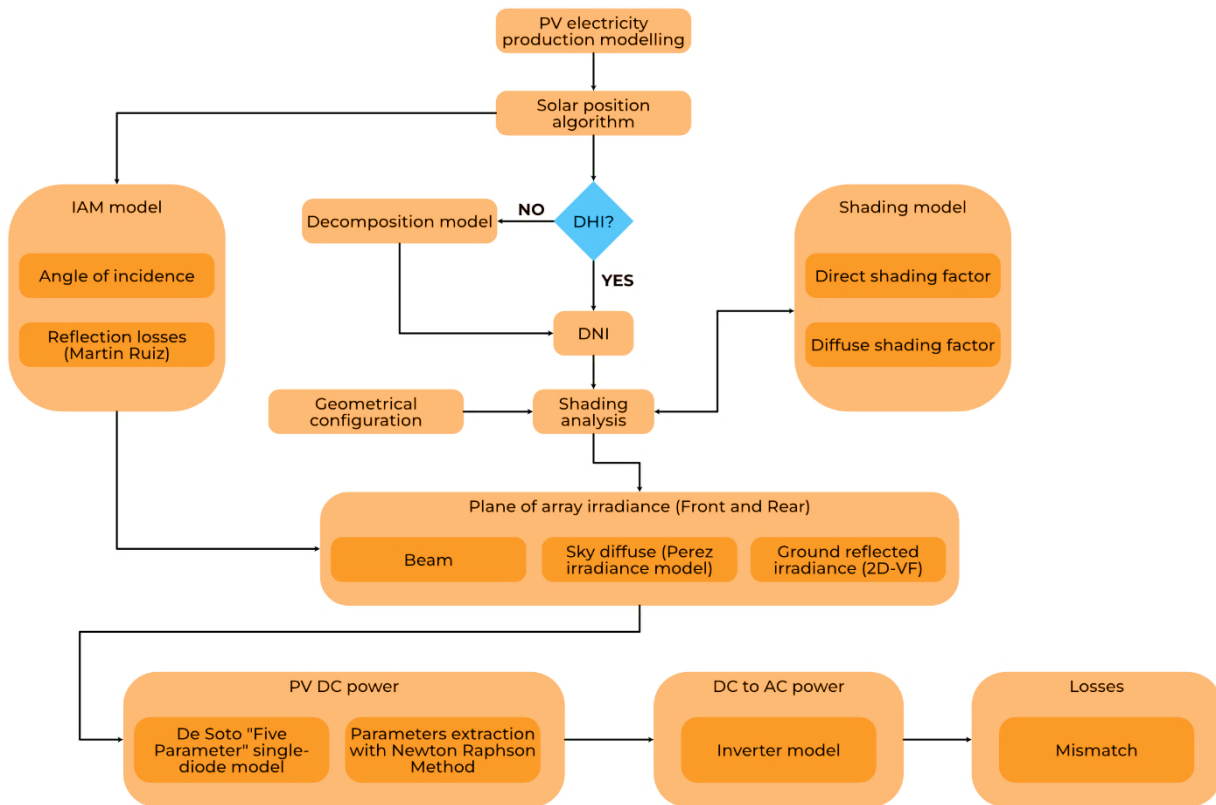 PV electricity
production modelling
Solar position
algorithm
IAM model
Angle of incidence
Reflection losses
(Martin Ruiz)
Decomposition model
NO
DHI?
YES
DNI
Shading model
Direct shading factor
Diffuse shading factor
Geometrical
configuration
Shading
analysis
Plane of array irradiance (Front and Rear)
Beam
Sky diffuse (Perez
irradiance model)
Ground reflected
irradiance (2D-VF)
PV DC power
De Soto "Five
Parameter" single-
diode model
Parameters extraction
with Newton Raphson
Method
DC to AC power
Inverter model
Losses
Mismatch